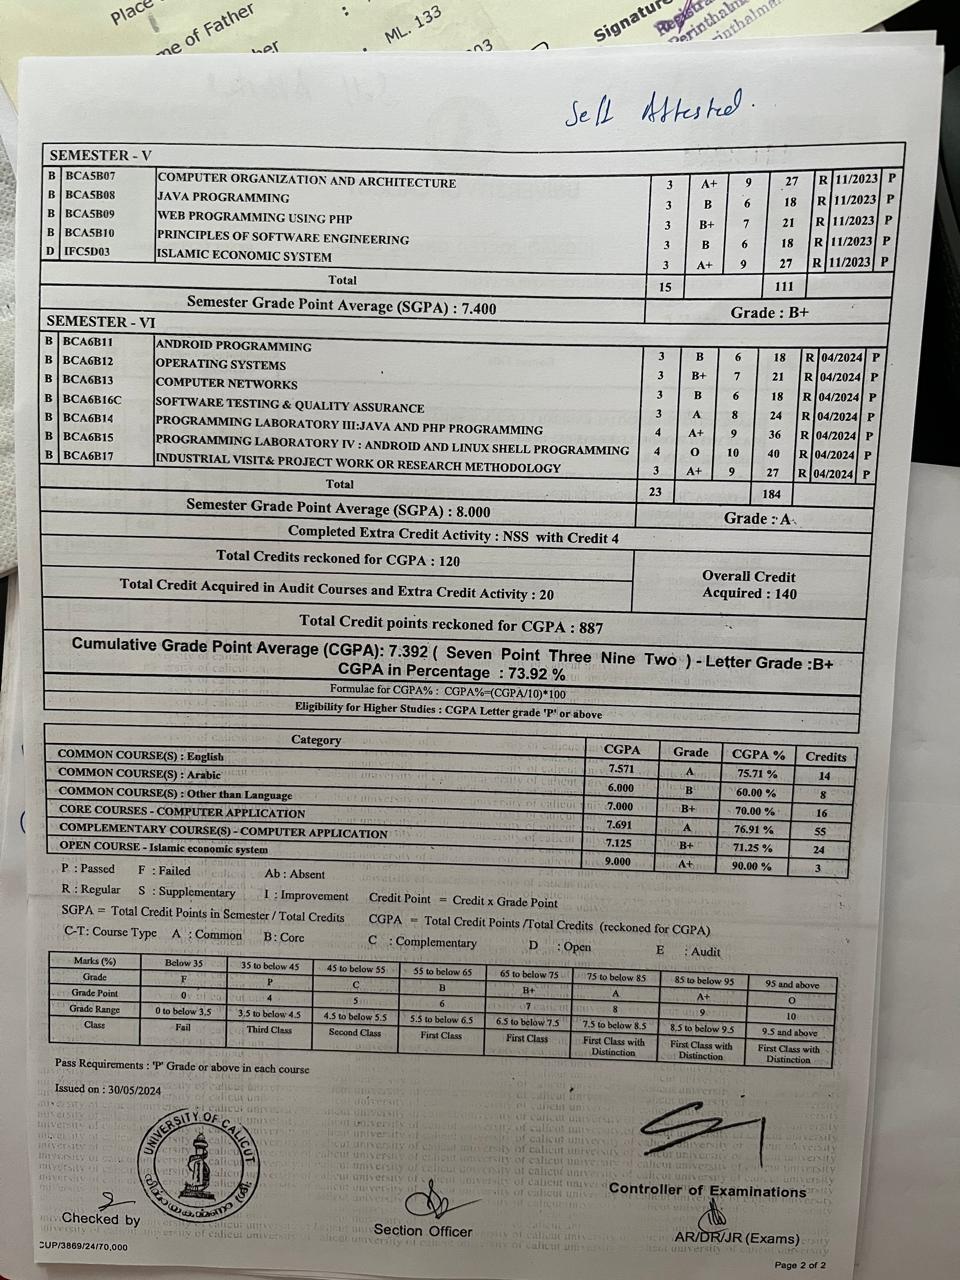 Place
:
me of Father
: ML. 133
Signature
Self Attested.
SEMESTER - V
B BCA5B07 COMPUTER ORGANIZATION AND ARCHITECTURE 3 A+ 9 27 R 11/2023 P
B BCA5B08 JAVA PROGRAMMING 3 B 6 18 R 11/2023 P
B BCA5B09 WEB PROGRAMMING USING PHP 3 B+ 7 21 R 11/2023 P
B BCA5B10 PRINCIPLES OF SOFTWARE ENGINEERING 3 B 6 18 R 11/2023 P
D IFC5D03 ISLAMIC ECONOMIC SYSTEM 3 A+ 9 27 R 11/2023 P
Total 15 111
Semester Grade Point Average (SGPA) : 7.400 Grade : B+
SEMESTER - VI
B BCA6B11 ANDROID PROGRAMMING 3 B 6 18 R 04/2024 P
B BCA6B12 OPERATING SYSTEMS 3 B+ 7 21 R 04/2024 P
B BCA6B13 COMPUTER NETWORKS 3 B 6 18 R 04/2024 P
B BCA6B16C SOFTWARE TESTING & QUALITY ASSURANCE 3 A 8 24 R 04/2024 P
B BCA6B14 PROGRAMMING LABORATORY III:JAVA AND PHP PROGRAMMING 4 A+ 9 36 R 04/2024 P
B BCA6B15 PROGRAMMING LABORATORY IV : ANDROID AND LINUX SHELL PROGRAMMING 4 O 10 40 R 04/2024 P
B BCA6B17 INDUSTRIAL VISIT& PROJECT WORK OR RESEARCH METHODOLOGY 3 A+ 9 27 R 04/2024 P
Total 23 184
Semester Grade Point Average (SGPA) : 8.000 Grade : A
Completed Extra Credit Activity : NSS with Credit 4
Total Credits reckoned for CGPA : 120
Overall Credit
Acquired : 140
Total Credit Acquired in Audit Courses and Extra Credit Activity : 20
Total Credit points reckoned for CGPA : 887
Cumulative Grade Point Average (CGPA): 7.392 ( Seven Point Three Nine Two ) - Letter Grade :B+
CGPA in Percentage : 73.92 %
Formulae for CGPA% : CGPA%=(CGPA/10)*100
Eligibility for Higher Studies : CGPA Letter grade 'P' or above
Category CGPA Grade CGPA % Credits
COMMON COURSE(S) : English 7.571 A 75.71 % 14
COMMON COURSE(S) : Arabic 6.000 B 60.00 % 8
COMMON COURSE(S) : Other than Language 7.000 B+ 70.00 % 16
CORE COURSES - COMPUTER APPLICATION 7.691 A 76.91 % 55
COMPLEMENTARY COURSE(S) - COMPUTER APPLICATION 7.125 B+ 71.25 % 24
OPEN COURSE - Islamic economic system 9.000 A+ 90.00 % 3
P : Passed F : Failed Ab : Absent
R : Regular S : Supplementary I : Improvement Credit Point = Credit x Grade Point
SGPA = Total Credit Points in Semester / Total Credits CGPA = Total Credit Points /Total Credits (reckoned for CGPA)
C-T: Course Type A : Common B : Core C : Complementary D : Open E : Audit
Marks (%) Below 35 35 to below 45 45 to below 55 55 to below 65 65 to below 75 75 to below 85 85 to below 95 95 and above
Grade F P C B B+ A A+ O
Grade Point 0 4 5 6 7 8 9 10
Grade Range 0 to below 3.5 3.5 to below 4.5 4.5 to below 5.5 5.5 to below 6.5 6.5 to below 7.5 7.5 to below 8.5 8.5 to below 9.5 9.5 and above
Class Fail Third Class Second Class First Class First Class First Class with Distinction First Class with Distinction First Class with Distinction
Pass Requirements : 'P' Grade or above in each course
Issued on : 30/05/2024
UNIVERSITY OF CALICUT
Controller of Examinations
Checked by
Section Officer
AR/DR/JR (Exams)
CUP/3869/24/70,000
Page 2 of 2